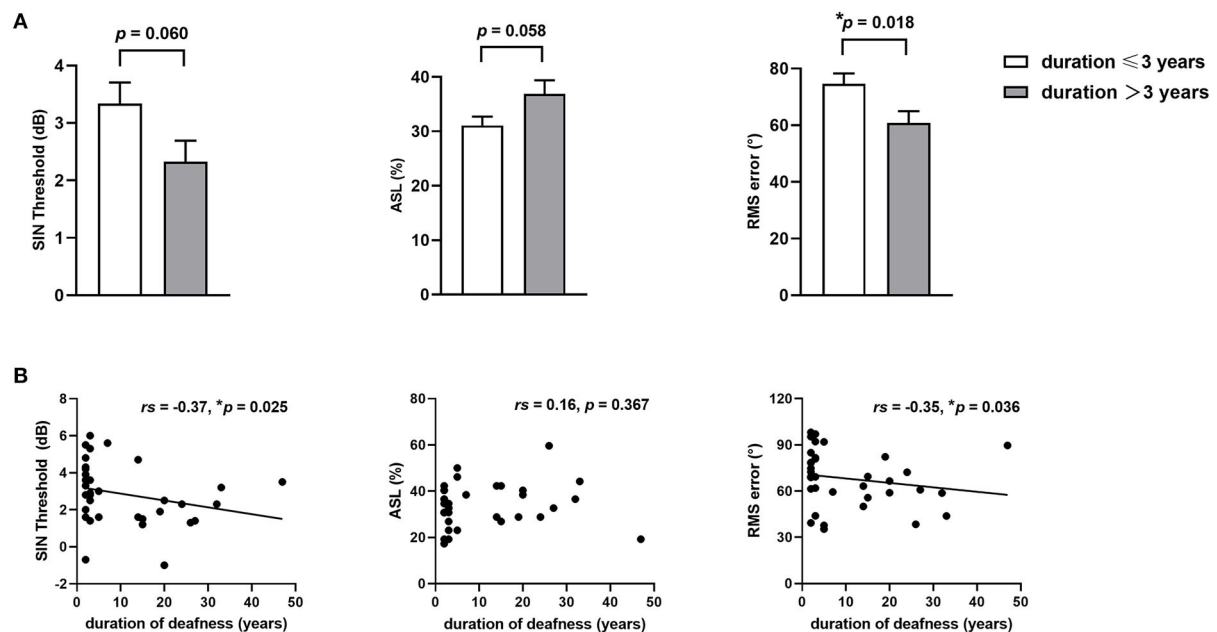 A
p = 0.060
SIN Threshold (dB)
4
3
2
1
0
p = 0.058
ASL (%)
40
30
20
10
0
*p = 0.018
RMS error (°)
80
60
40
20
0
duration ≤3 years
duration >3 years
B
rs = -0.37, *p = 0.025
SIN Threshold (dB)
8
6
4
2
0
-2
0 10 20 30 40 50
duration of deafness (years)
rs = 0.16, p = 0.367
ASL (%)
80
60
40
20
0
0 10 20 30 40 50
duration of deafness (years)
rs = -0.35, *p = 0.036
RMS error (°)
120
90
60
30
0
0 10 20 30 40 50
duration of deafness (years)